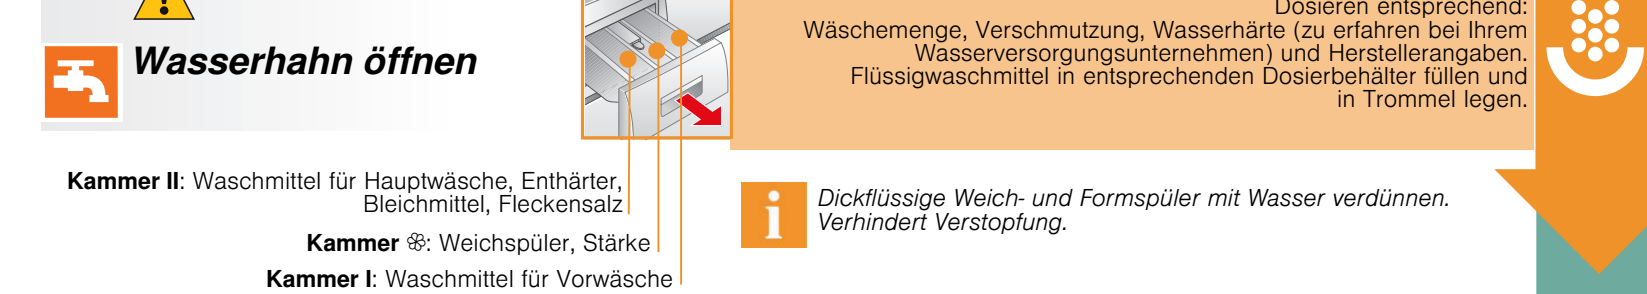 Wasserhahn öffnen
Dosieren entsprechend:
Wäschemenge, Verschmutzung, Wasserhärte (zu erfahren bei Ihrem
Wasserversorgungsunternehmen) und Herstellerangaben.
Flüssigwaschmittel in entsprechenden Dosierbehälter füllen und
in Trommel legen.
Kammer II: Waschmittel für Hauptwäsche, Enthärter,
Bleichmittel, Fleckensalz
Kammer ❀: Weichspüler, Stärke
Kammer I: Waschmittel für Vorwäsche
i
Dickflüssige Weich- und Formspüler mit Wasser verdünnen.
Verhindert Verstopfung.